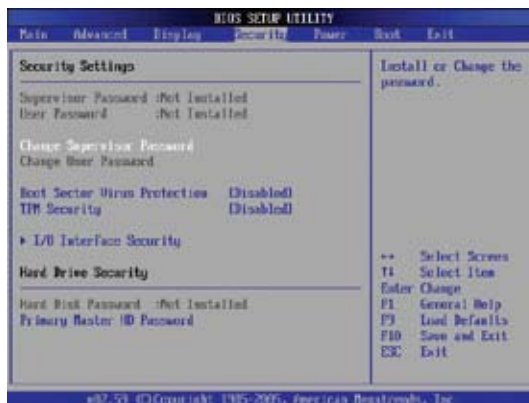 BIOS SETUP UTILITY
Main Advanced Display Security Power Boot Exit
Security Settings
Supervisor Password :Not Installed
User Password :Not Installed
Change Supervisor Password
Change User Password
Boot Sector Virus Protection [Disabled]
TPM Security [Disabled]
▶ I/O Interface Security
Hard Drive Security
Hard Disk Password :Not Installed
Primary Master HD Password
Install or Change the
password.
↔ Select Screen
↑↓ Select Item
Enter Change
F1 General Help
F9 Load Defaults
F10 Save and Exit
ESC Exit
v02.59 (C)Copyright 1985-2005, American Megatrends, Inc.